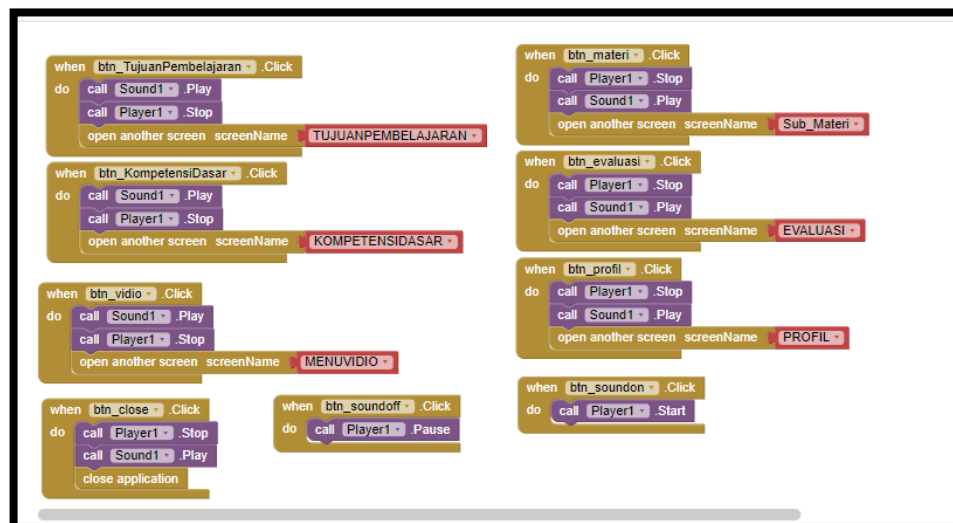 when btn_TujuanPembelajaran .Click
do call Sound1 .Play
call Player1 .Stop
open another screen screenName TUJUANPEMBELAJARAN
when btn_KompetensiDasar .Click
do call Sound1 .Play
call Player1 .Stop
open another screen screenName KOMPETENSIDASAR
when btn_vidio .Click
do call Sound1 .Play
call Player1 .Stop
open another screen screenName MENUVIDIO
when btn_close .Click
do call Player1 .Stop
call Sound1 .Play
close application
when btn_soundoff .Click
do call Player1 .Pause
when btn_materi .Click
do call Player1 .Stop
call Sound1 .Play
open another screen screenName Sub_Materi
when btn_evaluasi .Click
do call Player1 .Stop
call Sound1 .Play
open another screen screenName EVALUASI
when btn_profil .Click
do call Player1 .Stop
call Sound1 .Play
open another screen screenName PROFIL
when btn_soundon .Click
do call Player1 .Start